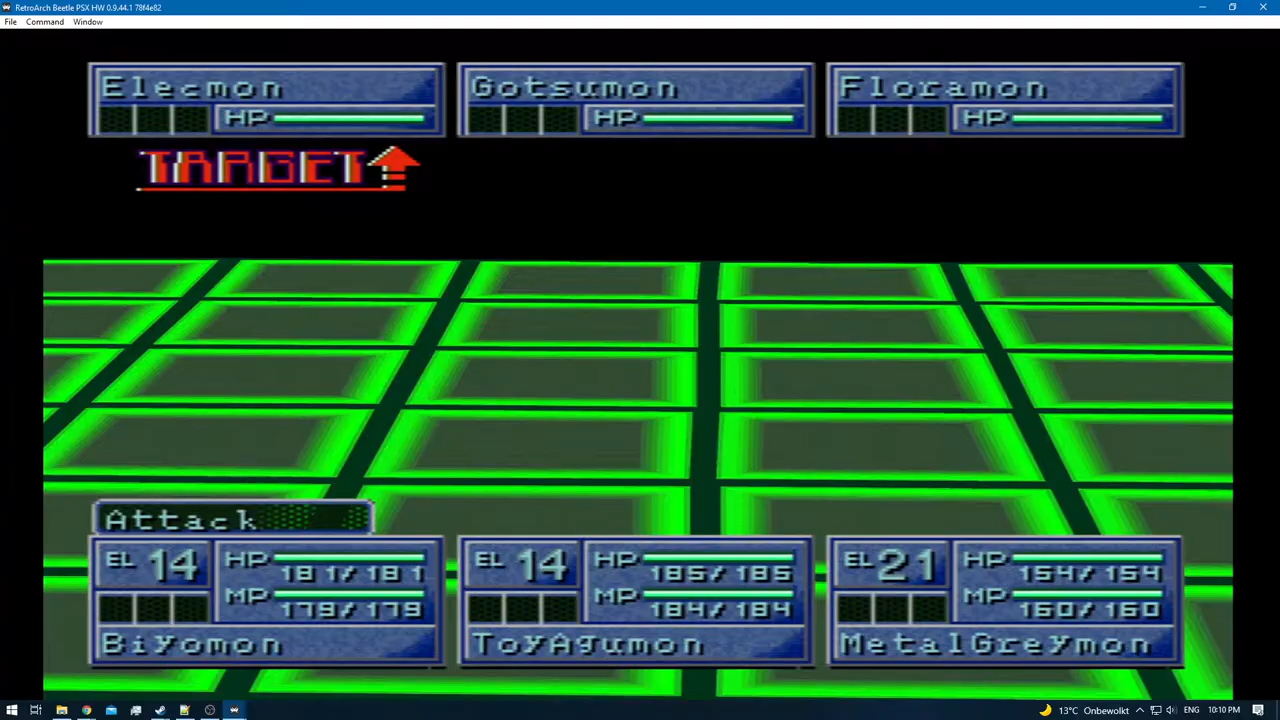 RetroArch Beetle PSX HW 0.9.44.1 78f4e82
File Command Window
Elecmon Gotsumon Floramon
HP HP HP
TARGET
Attack
EL 14 HP 181/181 EL 14 HP 185/185 EL 21 HP 154/154
MP 179/179 MP 184/184 MP 160/160
Biyomon ToyAgumon MetalGreymon
13°C Onbewolkt ENG 10:10 PM